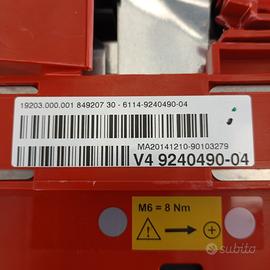 19203.000.001 849207 30 - 6114-9240490-04
MA20141210-90103279
V4 9240490-04
M6 = 8 Nm
subito